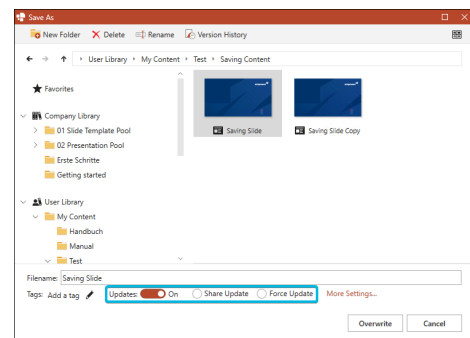 Save As
New Folder Delete Rename Version History
User Library My Content Test Saving Content
Favorites
Company Library
01 Slide Template Pool
02 Presentation Pool
Erste Schritte
Getting started
User Library
My Content
Handbuch
Manual
Test
Saving Slide
Saving Slide Copy
Filename: Saving Slide
Tags: Add a tag Updates: On Share Update Force Update More Settings...
Overwrite Cancel